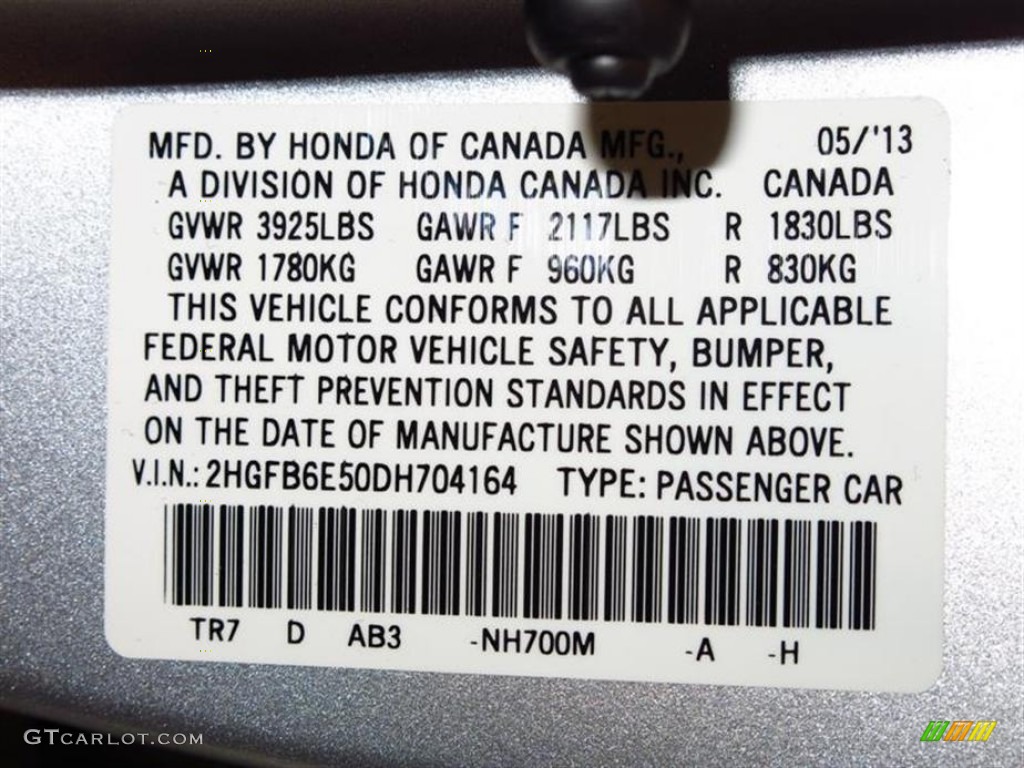 MFD. BY HONDA OF CANADA MFG., 05/'13
A DIVISION OF HONDA CANADA INC. CANADA
GVWR 3925LBS GAWR F 2117LBS R 1830LBS
GVWR 1780KG GAWR F 960KG R 830KG
THIS VEHICLE CONFORMS TO ALL APPLICABLE
FEDERAL MOTOR VEHICLE SAFETY, BUMPER,
AND THEFT PREVENTION STANDARDS IN EFFECT
ON THE DATE OF MANUFACTURE SHOWN ABOVE.
V.I.N.: 2HGFB6E50DH704164 TYPE: PASSENGER CAR
TR7 D AB3 -NH700M -A -H
GTCARLOT.COM